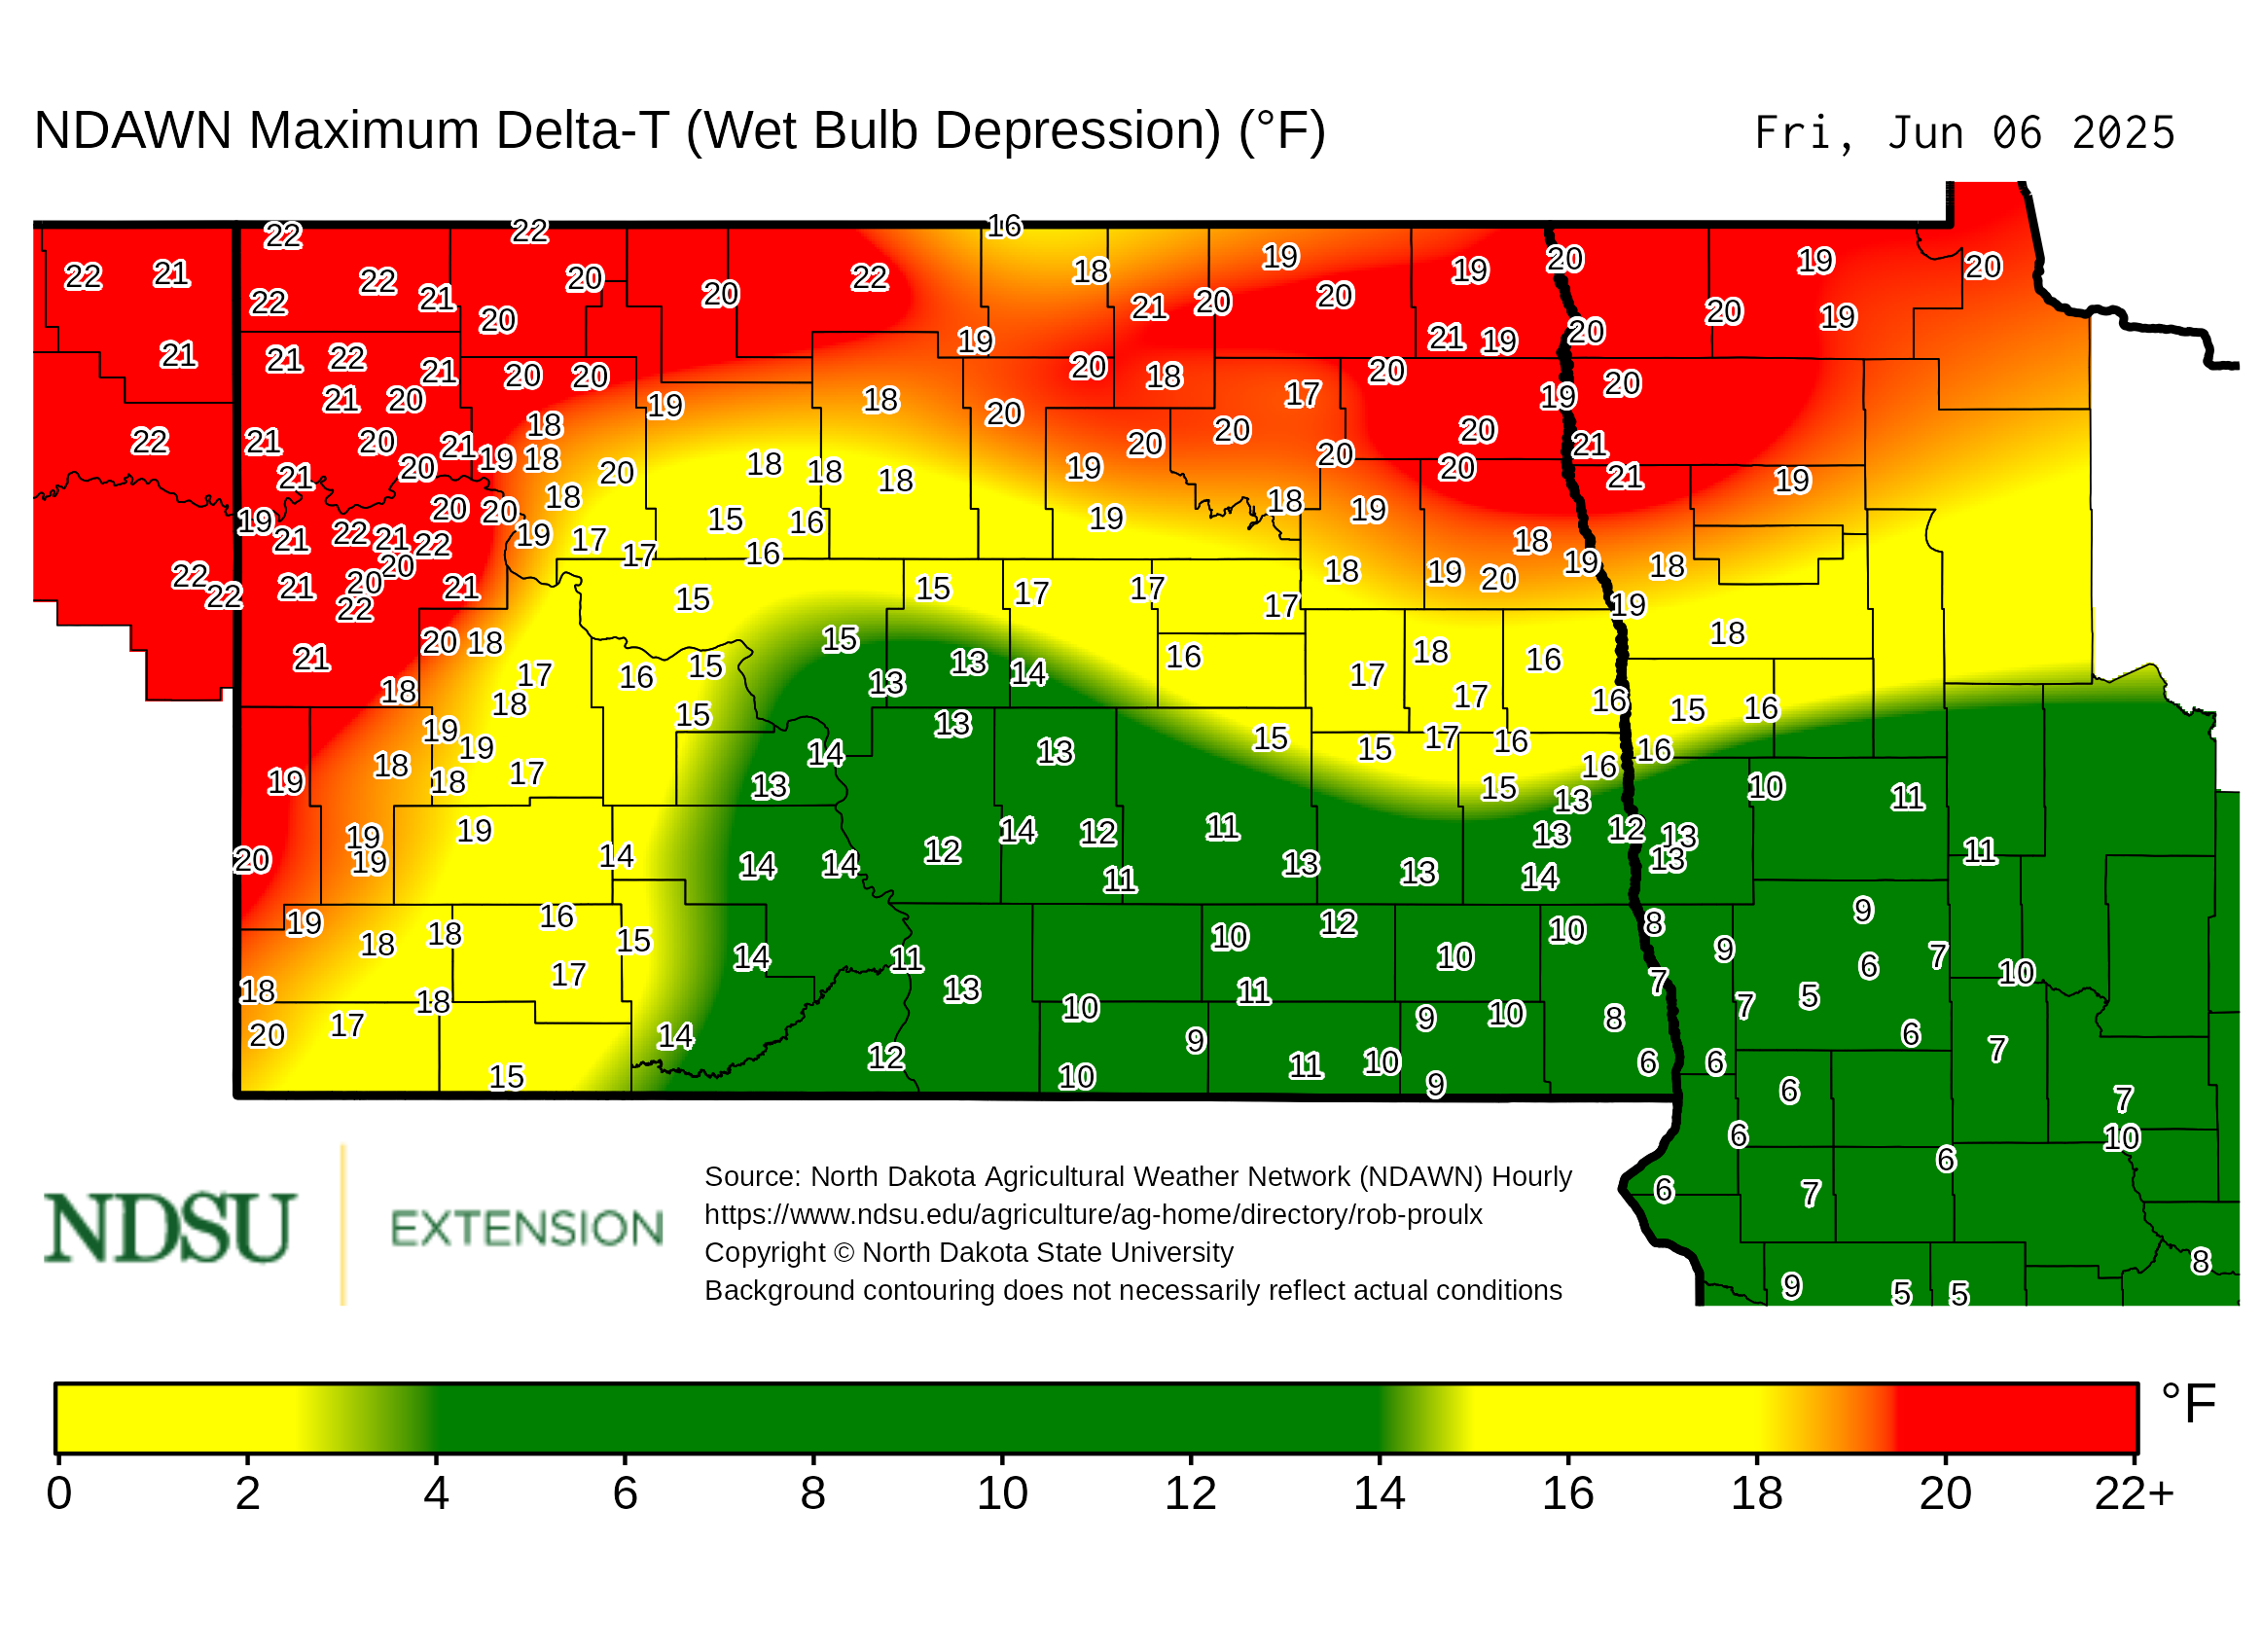 NDAWN Maximum Delta-T (Wet Bulb Depression) (°F)
Fri, Jun 06 2025
22 22 16
22 21 22 22 21 20 20 22 18 19 20 19 20 19 20
22 20 21 20 20 21 19 20 20 19
21 21 22 21 20 20 19 20 18 20 19 20
22 21 20 19 18 20 17 20
21 20 21 18 20 20 20 21
21 20 19 18 20 18 18 18 19 20 20 21 19
19 20 20 18 15 16 19 18 19
21 22 21 22 19 17 17 16 18 19 18
22 22 21 20 20 21 15 15 17 17 18 19 20
22 17 19
21 20 18 15 16 18 16 18
18 17 18 16 15 13 13 14 17 17 16 15 16
19 19 15 13 15 15 17 16 16
19 18 18 17 14 13 13 15 16 13 10 11
20 19 19 19 14 14 14 12 14 12 11 11 13 13 13 14 12 13 13 11
19 18 18 16 15 14 11 10 12 10 10 8 9 9 6 7 10
18 18 17 13 11 7 7 5
20 17 15 14 12 10 9 11 10 9 9 10 8 6 6 6 7
10 6 7
6 10
6 7 6
9 5 5 8
NDSU
EXTENSION
Source: North Dakota Agricultural Weather Network (NDAWN) Hourly
https://www.ndsu.edu/agriculture/ag-home/directory/rob-proulx
Copyright © North Dakota State University
Background contouring does not necessarily reflect actual conditions
°F
0 2 4 6 8 10 12 14 16 18 20 22+